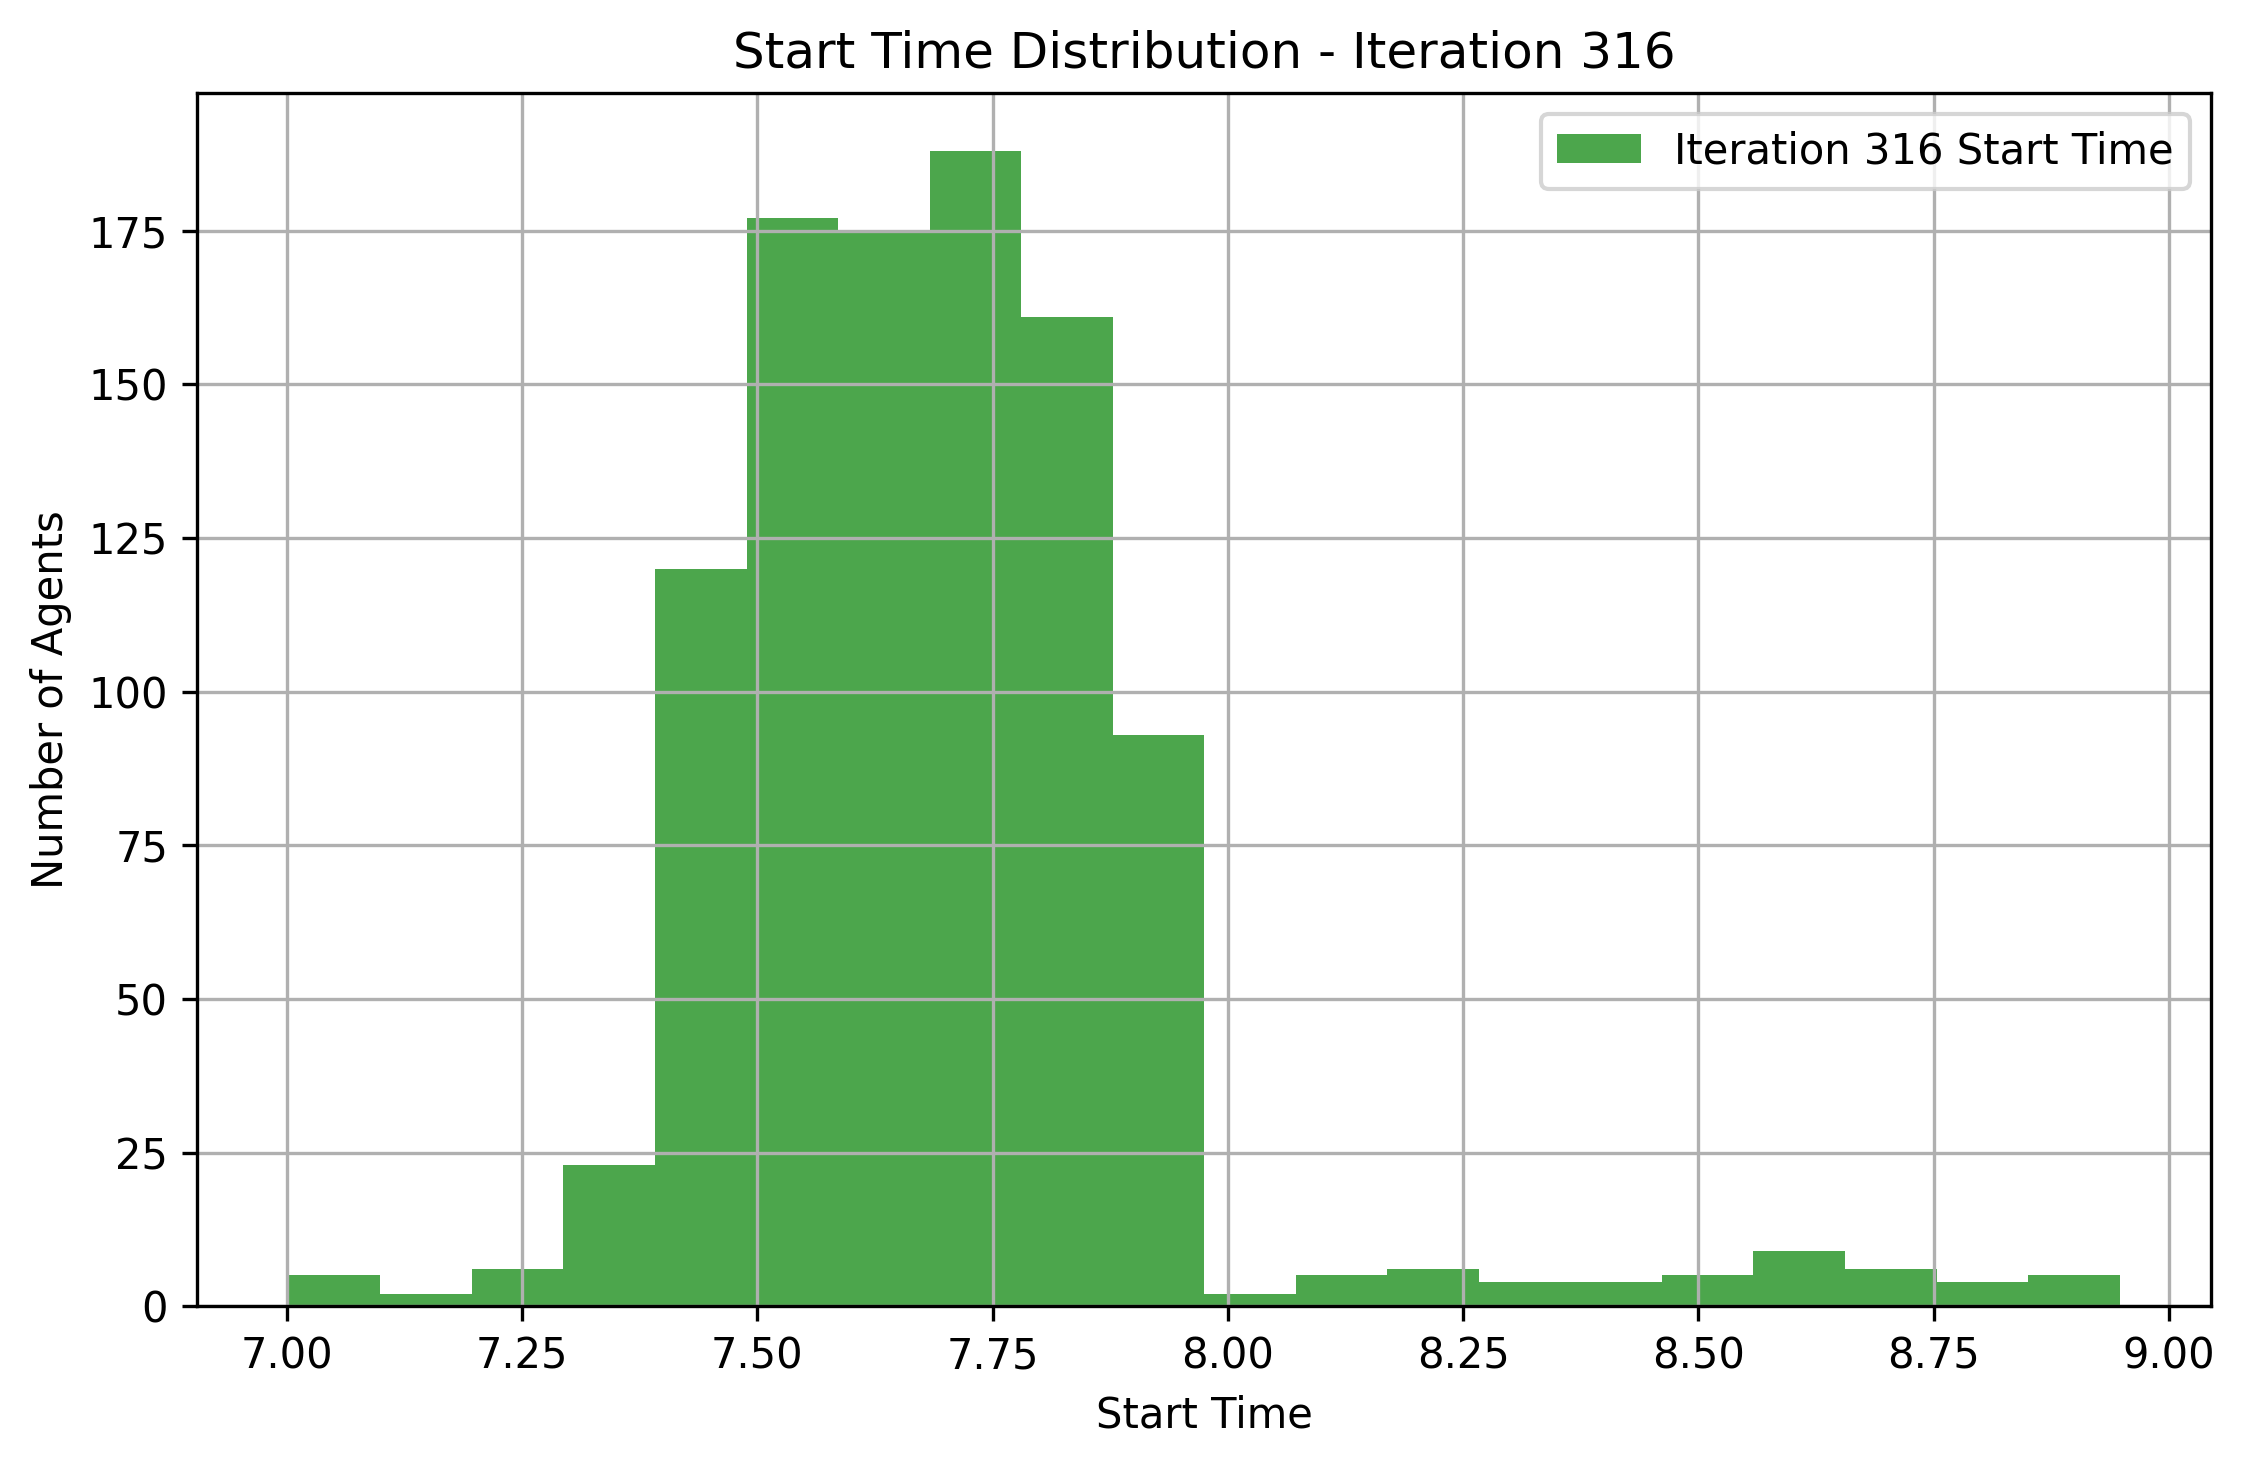 Start Time Distribution - Iteration 316
Iteration 316 Start Time
Number of Agents
175
150
125
100
75
50
25
0
7.00 7.25 7.50 7.75 8.00 8.25 8.50 8.75 9.00
Start Time